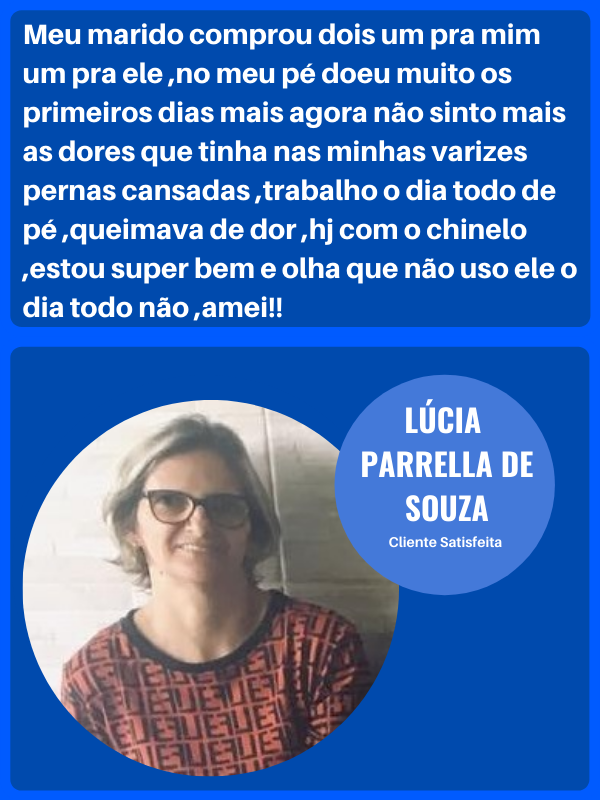 Meu marido comprou dois um pra mim
um pra ele ,no meu pé doeu muito os
primeiros dias mais agora não sinto mais
as dores que tinha nas minhas varizes
pernas cansadas ,trabalho o dia todo de
pé ,queimava de dor ,hj com o chinelo
,estou super bem e olha que não uso ele o
dia todo não ,amei!!
LÚCIA
PARRELLA DE
SOUZA
Cliente Satisfeita